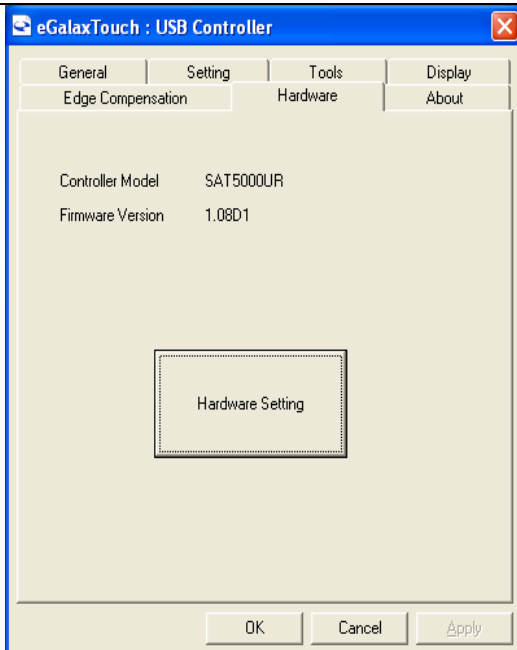 eGalaxTouch : USB Controller
General Setting Tools Display
Edge Compensation Hardware About
Controller Model SAT5000UR
Firmware Version 1.08D1
Hardware Setting
OK Cancel Apply